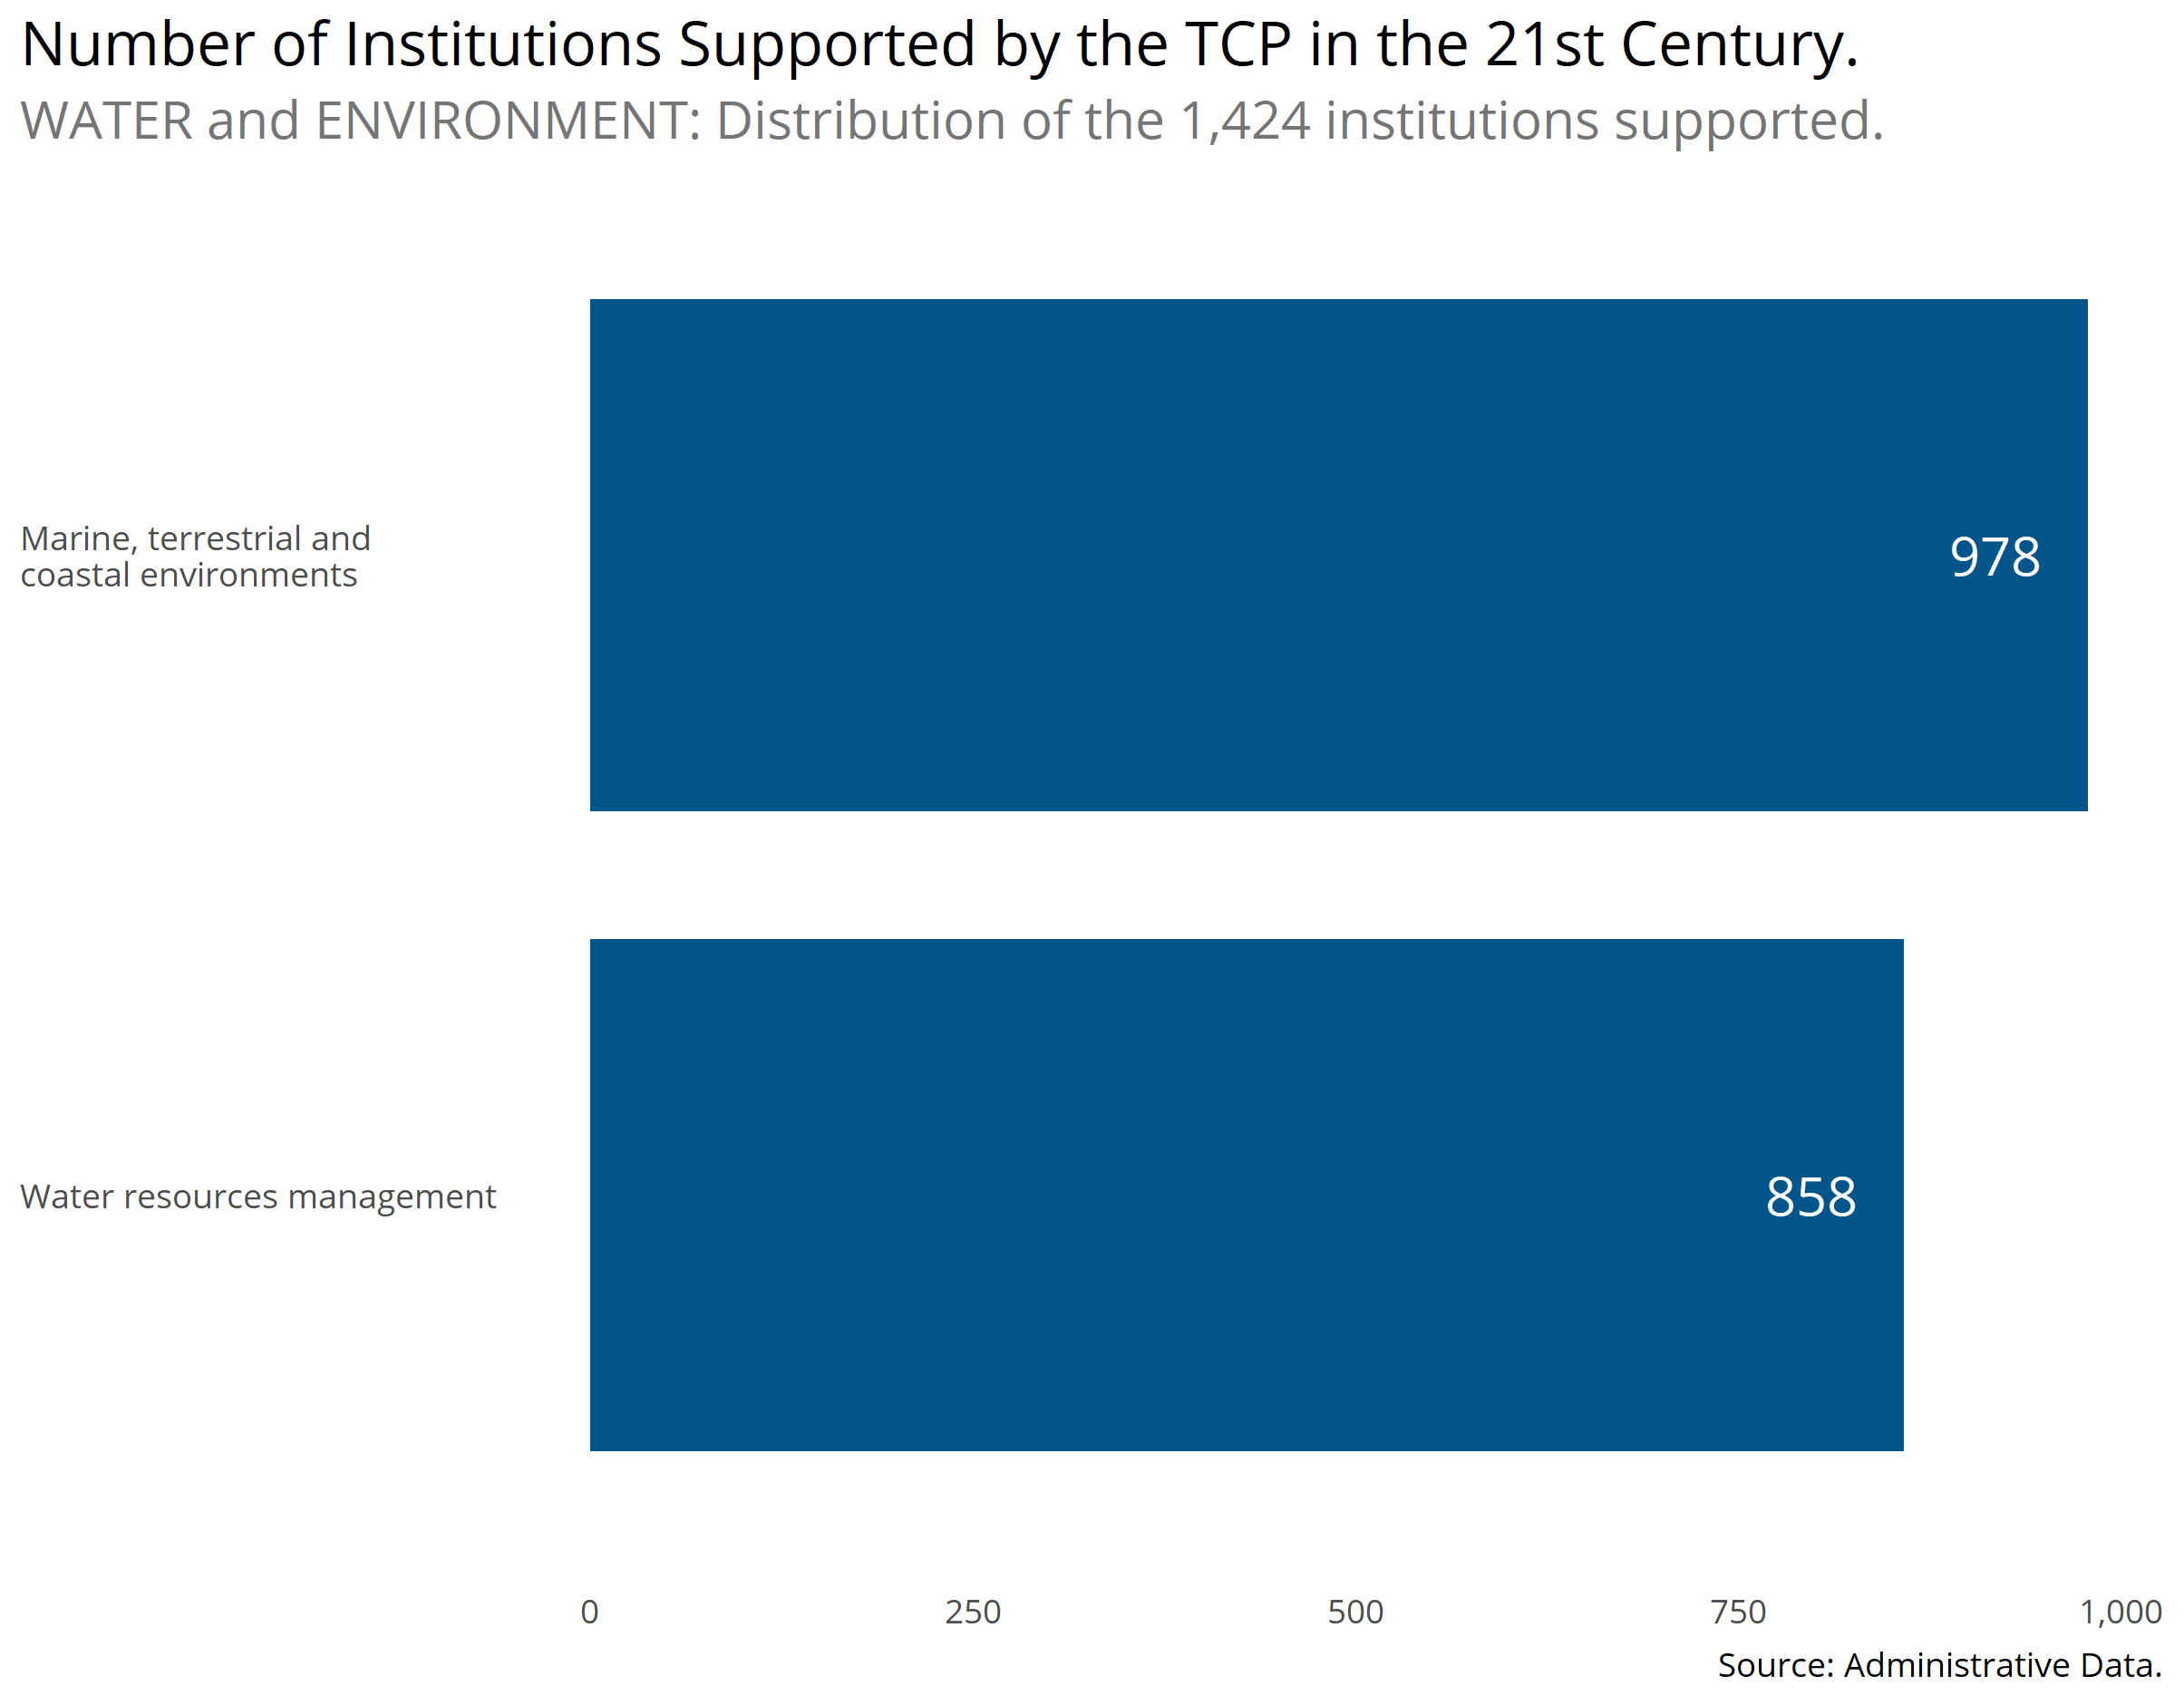 Number of Institutions Supported by the TCP in the 21st Century.
WATER and ENVIRONMENT: Distribution of the 1,424 institutions supported.
Marine, terrestrial and
coastal environments
978
Water resources management
858
0 250 500 750 1,000
Source: Administrative Data.